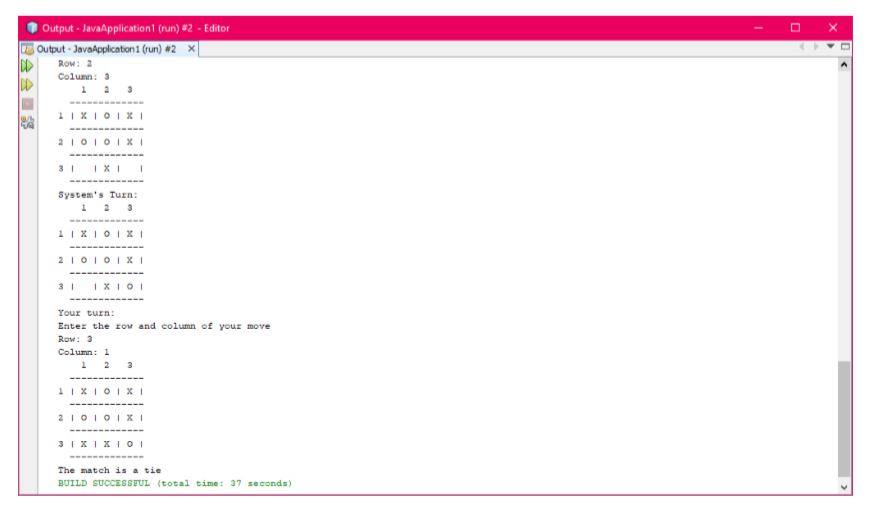 Output - JavaApplication1 (run) #2 - Editor
Output - JavaApplication1 (run) #2 ×
Row: 2
Column: 3
    1   2   3
  -------------
1 | X | O | X |
  -------------
2 | O | O | X |
  -------------
3 |   | X |   |
  -------------
System's Turn:
    1   2   3
  -------------
1 | X | O | X |
  -------------
2 | O | O | X |
  -------------
3 |   | X | O |
  -------------
Your turn:
Enter the row and column of your move
Row: 3
Column: 1
    1   2   3
  -------------
1 | X | O | X |
  -------------
2 | O | O | X |
  -------------
3 | X | X | O |
  -------------
The match is a tie
BUILD SUCCESSFUL (total time: 37 seconds)